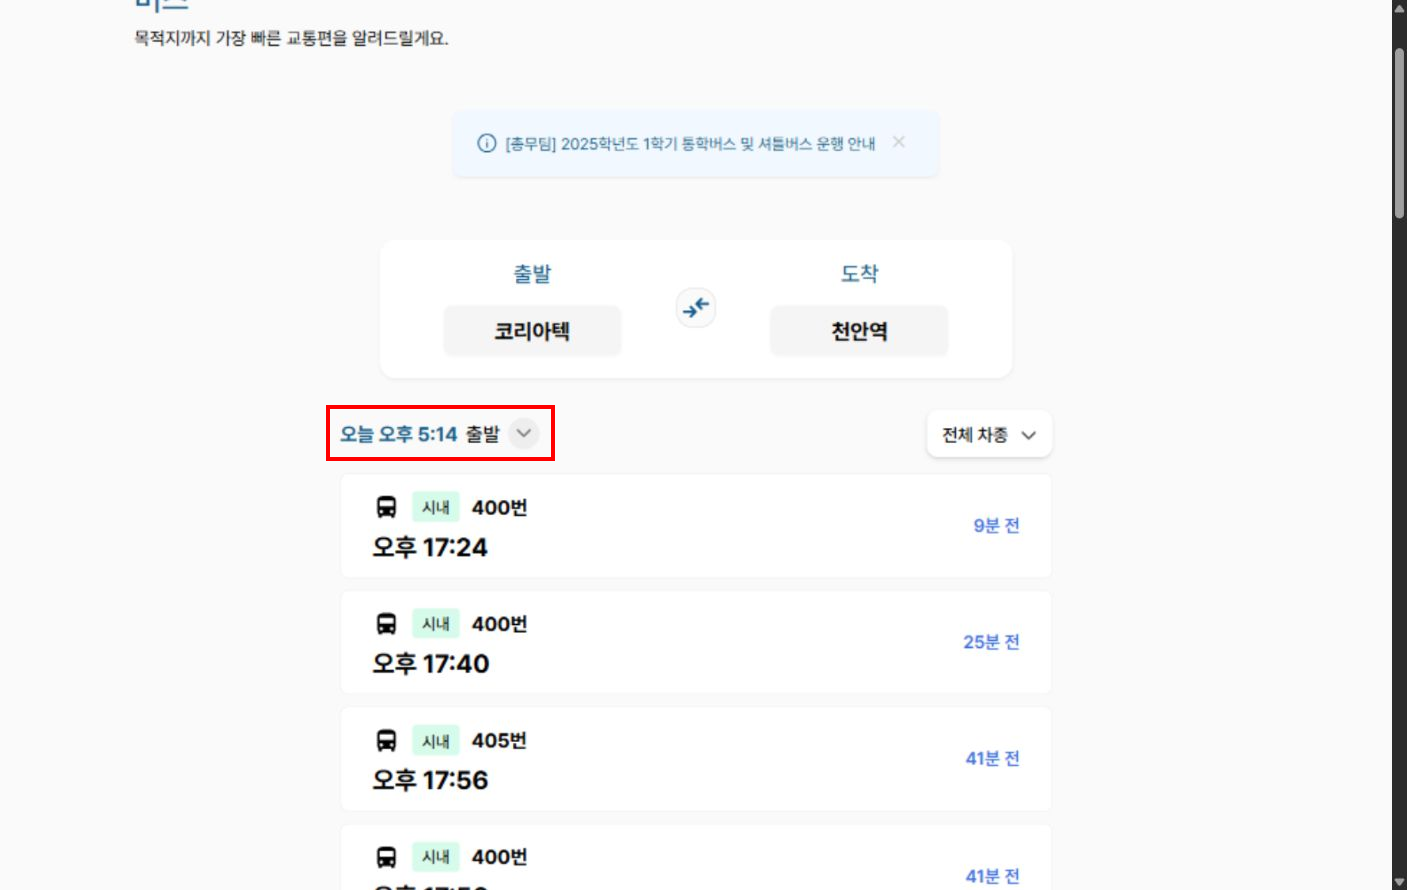 버스
목적지까지 가장 빠른 교통편을 알려드릴게요.
[총무팀] 2025학년도 1학기 통학버스 및 셔틀버스 운행 안내
출발
도착
코리아텍
천안역
오늘 오후 5:14 출발
전체 차종
시내 400번
9분 전
오후 17:24
시내 400번
25분 전
오후 17:40
시내 405번
41분 전
오후 17:56
시내 400번
41분 전